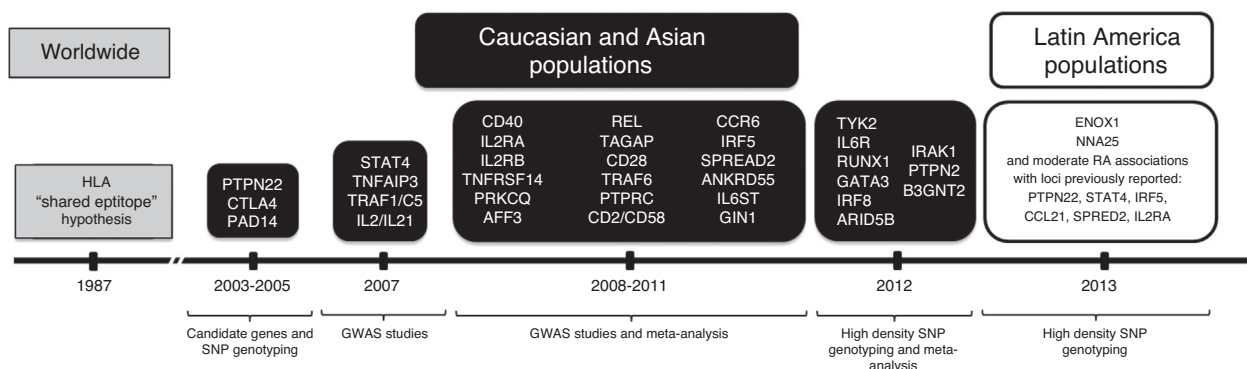 Worldwide
Caucasian and Asian
populations
Latin America
populations
HLA
“shared eptitope”
hypothesis
PTPN22
CTLA4
PAD14
STAT4
TNFAIP3
TRAF1/C5
IL2/IL21
CD40
IL2RA
IL2RB
TNFRSF14
PRKCQ
AFF3
REL
TAGAP
CD28
TRAF6
PTPRC
CD2/CD58
CCR6
IRF5
SPREAD2
ANKRD55
IL6ST
GIN1
TYK2
IL6R
RUNX1
GATA3
IRF8
ARID5B
IRAK1
PTPN2
B3GNT2
ENOX1
NNA25
and moderate RA associations
with loci previously reported:
PTPN22, STAT4, IRF5,
CCL21, SPRED2, IL2RA
1987
2003-2005
2007
2008-2011
2012
2013
Candidate genes and
SNP genotyping
GWAS studies
GWAS studies and meta-analysis
High density SNP
genotyping and meta-
analysis
High density SNP
genotyping